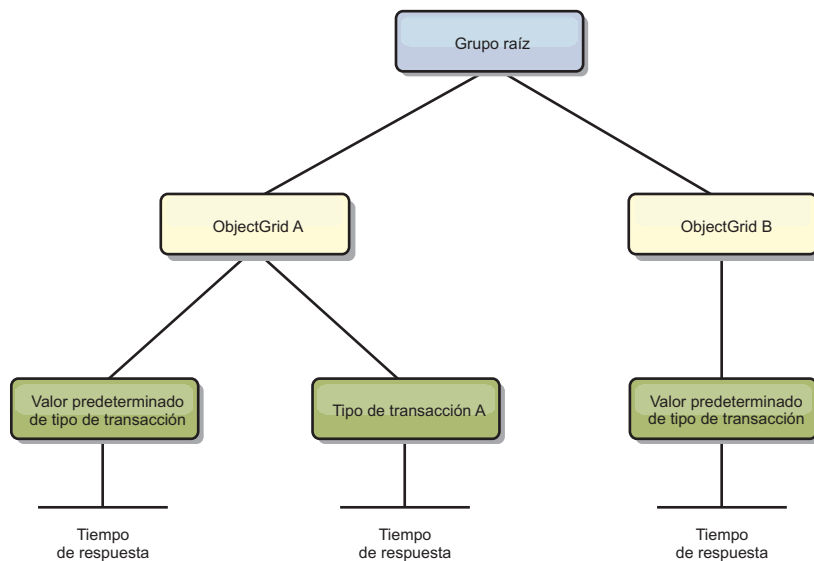 Grupo raíz
ObjectGrid A
ObjectGrid B
Valor predeterminado
de tipo de transacción
Tipo de transacción A
Valor predeterminado
de tipo de transacción
Tiempo
de respuesta
Tiempo
de respuesta
Tiempo
de respuesta